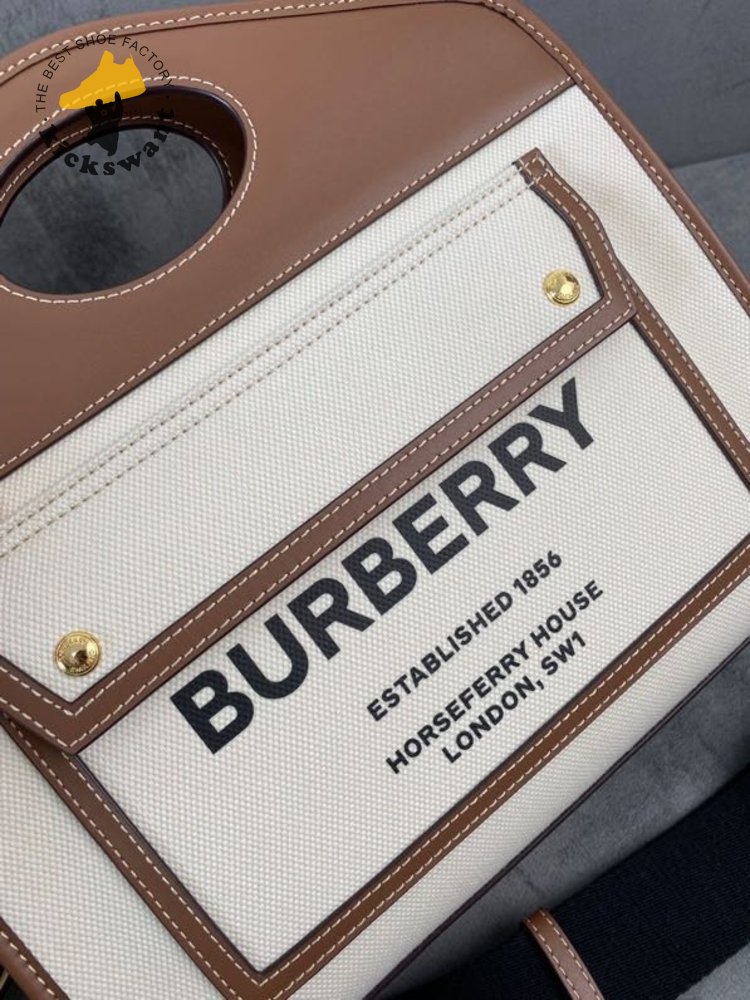 · THE BEST SHOE FACTORY ·
BURBERRY
ESTABLISHED 1856
HORSEFERRY HOUSE
LONDON, SW1